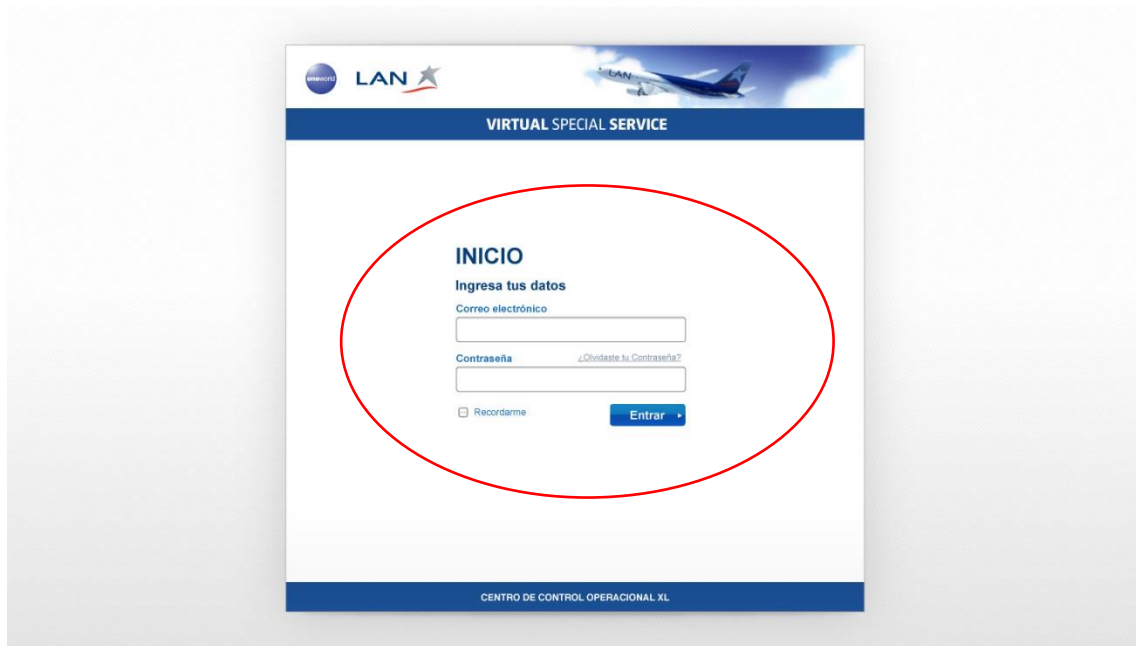 oneworld
LAN
LAN
VIRTUAL SPECIAL SERVICE
INICIO
Ingresa tus datos
Correo electrónico
Contraseña
¿Olvidaste tu Contraseña?
Recordarme
Entrar
CENTRO DE CONTROL OPERACIONAL XL